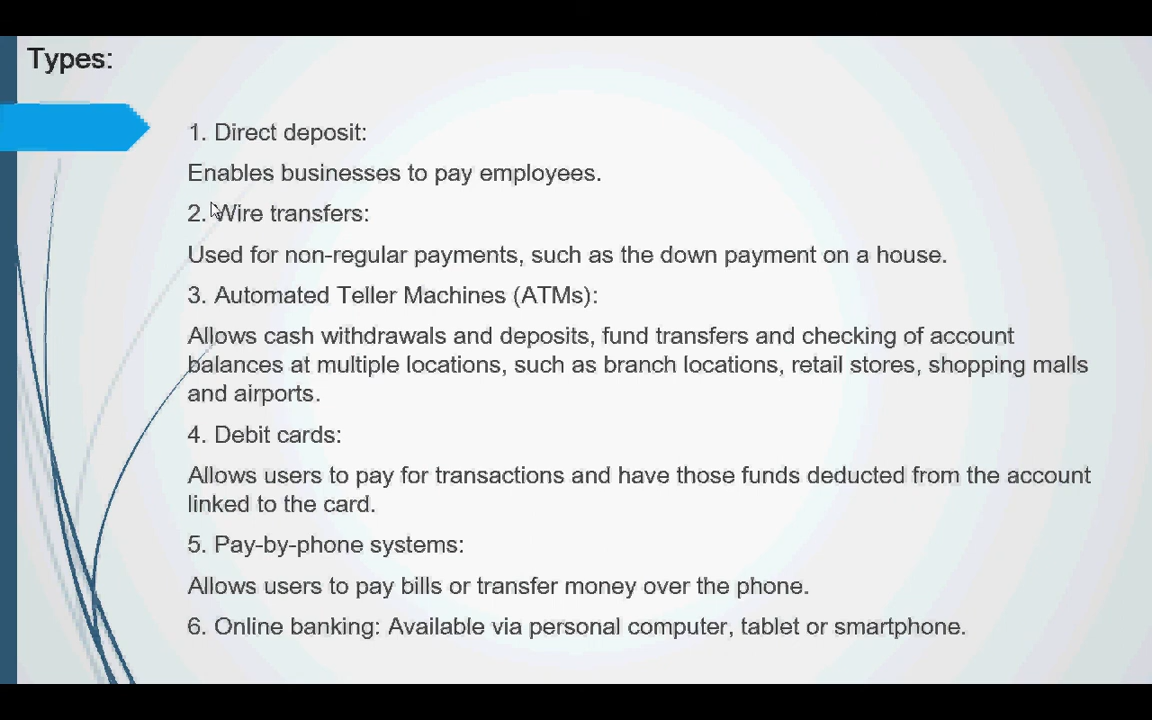 Types:
1. Direct deposit:
Enables businesses to pay employees.
2. Wire transfers:
Used for non-regular payments, such as the down payment on a house.
3. Automated Teller Machines (ATMs):
Allows cash withdrawals and deposits, fund transfers and checking of account
balances at multiple locations, such as branch locations, retail stores, shopping malls
and airports.
4. Debit cards:
Allows users to pay for transactions and have those funds deducted from the account
linked to the card.
5. Pay-by-phone systems:
Allows users to pay bills or transfer money over the phone.
6. Online banking: Available via personal computer, tablet or smartphone.